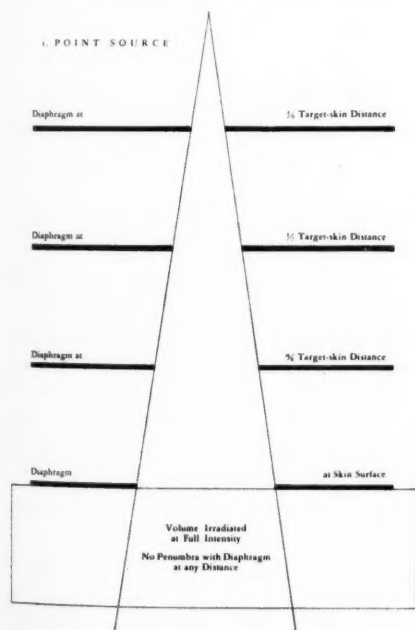 1. POINT SOURCE
Diaphragm at ¼ Target-skin Distance
Diaphragm at ½ Target-skin Distance
Diaphragm at ¾ Target-skin Distance
Diaphragm at Skin Surface
Volume Irradiated
at Full Intensity
No Penumbra with Diaphragm
at any Distance